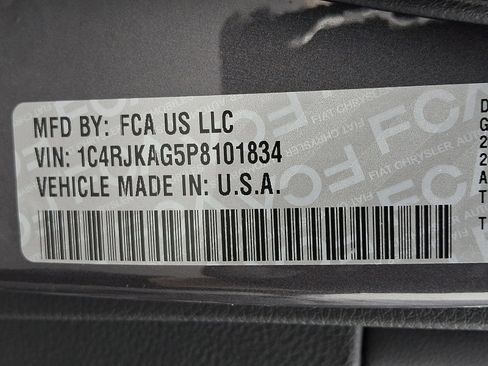 MFD BY: FCA US LLC
VIN: 1C4RJKAG5P8101834
VEHICLE MADE IN: U.S.A.